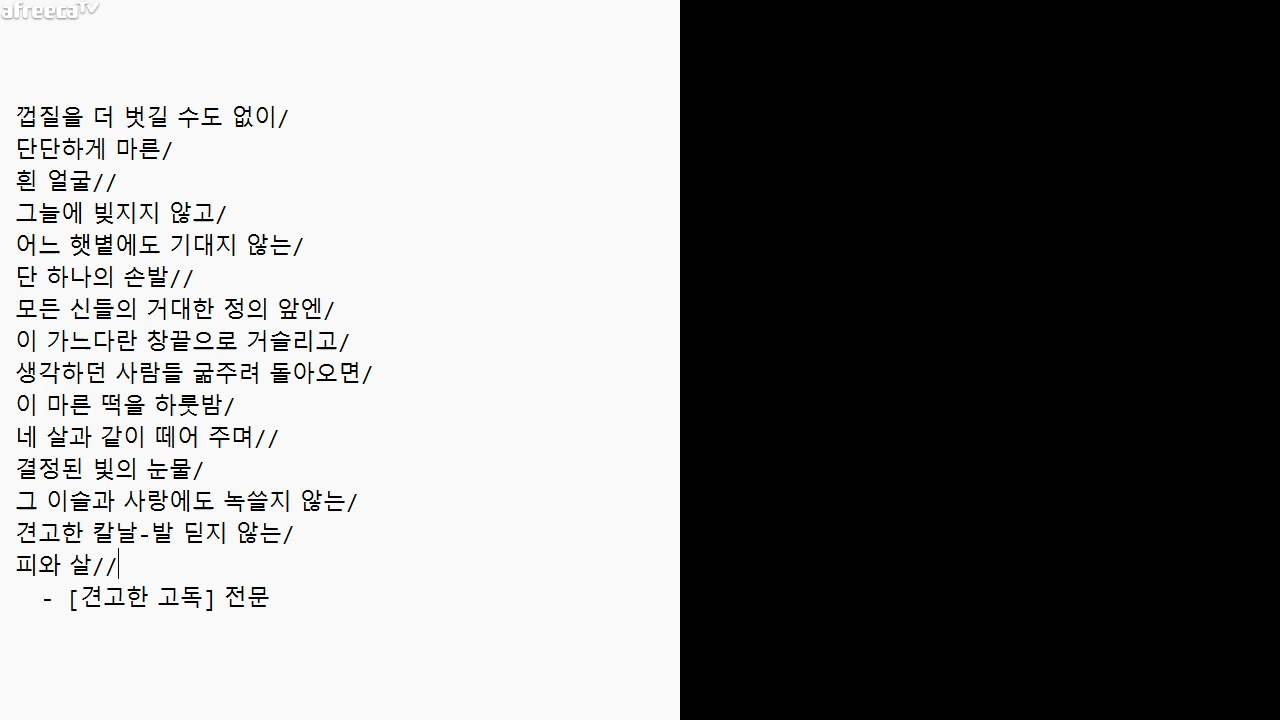 afreecaTV
껍질을 더 벗길 수도 없이/
단단하게 마른/
흰 얼굴//
그늘에 빚지지 않고/
어느 햇볕에도 기대지 않는/
단 하나의 손발//
모든 신들의 거대한 정의 앞엔/
이 가느다란 창끝으로 거슬리고/
생각하던 사람들 굶주려 돌아오면/
이 마른 떡을 하룻밤/
네 살과 같이 떼어 주며//
결정된 빛의 눈물/
그 이슬과 사랑에도 녹쓸지 않는/
견고한 칼날-발 딛지 않는/
피와 살//
- [견고한 고독] 전문